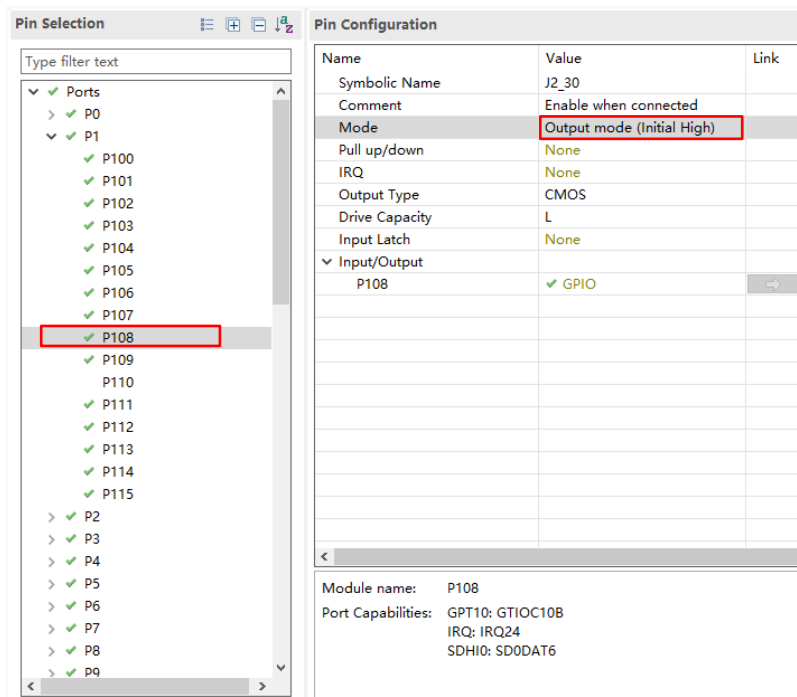 Pin Selection
Type filter text
Ports
P0
P1
P100
P101
P102
P103
P104
P105
P106
P107
P108
P109
P110
P111
P112
P113
P114
P115
P2
P3
P4
P5
P6
P7
P8
P9
Pin Configuration
Name Value Link
Symbolic Name J2_30
Comment Enable when connected
Mode Output mode (Initial High)
Pull up/down None
IRQ None
Output Type CMOS
Drive Capacity L
Input Latch None
Input/Output
P108 GPIO
Module name: P108
Port Capabilities: GPT10: GTIOC10B
IRQ: IRQ24
SDHI0: SD0DAT6